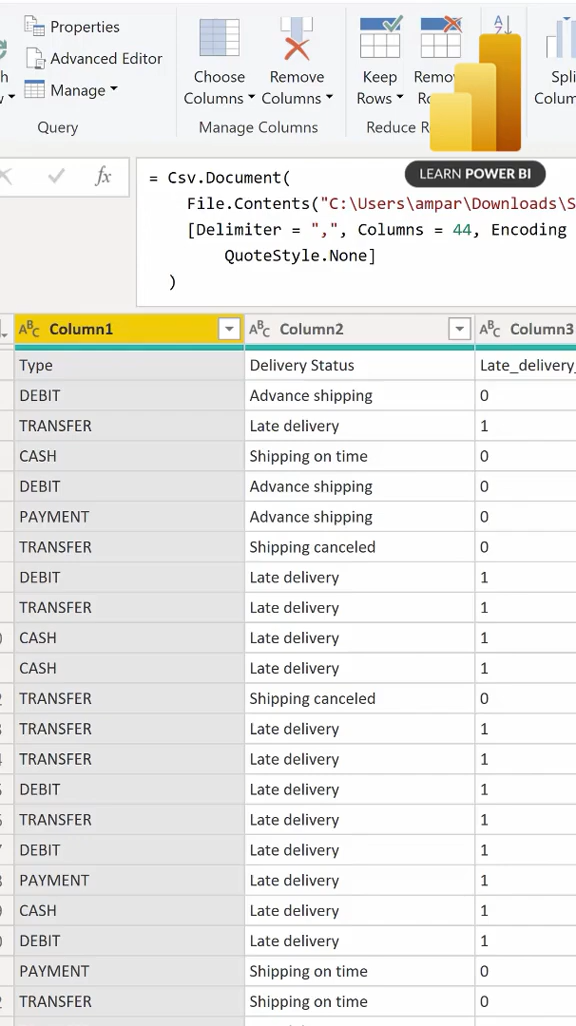 Properties
Advanced Editor
Manage
Query
Choose
Columns
Remove
Columns
Manage Columns
Keep
Rows
A
Z
Reduce
LEARN POWER BI
fx
= Csv.Document(
File.Contents("C:\Users\ampar\Downloads\S
[Delimiter = ",", Columns = 44, Encoding
QuoteStyle.None]
)
ABC Column1 ABC Column2 ABC Column3
Type Delivery Status Late_delivery_
DEBIT Advance shipping 0
TRANSFER Late delivery 1
CASH Shipping on time 0
DEBIT Advance shipping 0
PAYMENT Advance shipping 0
TRANSFER Shipping canceled 0
DEBIT Late delivery 1
TRANSFER Late delivery 1
CASH Late delivery 1
CASH Late delivery 1
TRANSFER Shipping canceled 0
TRANSFER Late delivery 1
TRANSFER Late delivery 1
DEBIT Late delivery 1
TRANSFER Late delivery 1
DEBIT Late delivery 1
PAYMENT Late delivery 1
CASH Late delivery 1
DEBIT Late delivery 1
PAYMENT Shipping on time 0
TRANSFER Shipping on time 0